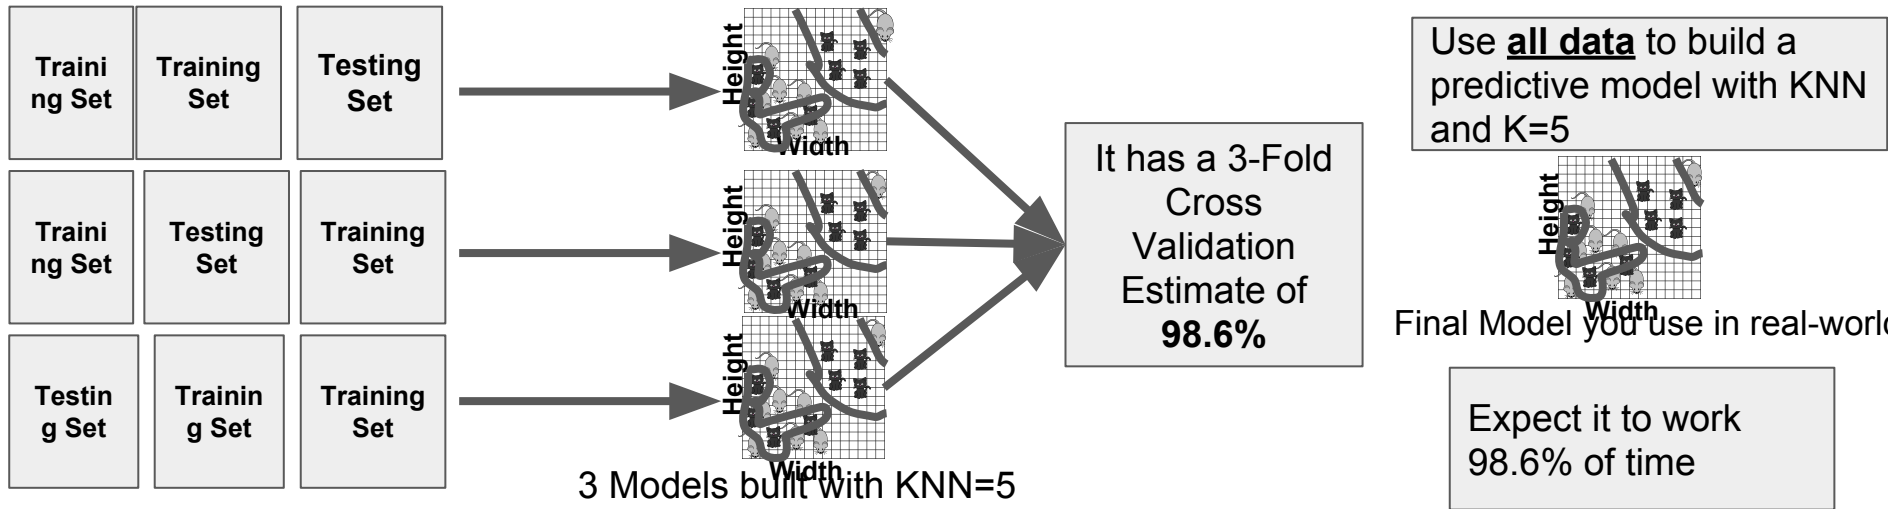 Traini
ng Set
Training
Set
Testing
Set
Height
Width
Traini
ng Set
Testing
Set
Training
Set
Height
Width
Testin
g Set
Trainin
g Set
Training
Set
Height
Width
3 Models built with KNN=5
It has a 3-Fold
Cross
Validation
Estimate of
98.6%
Use all data to build a
predictive model with KNN
and K=5
Height
Width
Final Model you use in real-worl
Expect it to work
98.6% of time